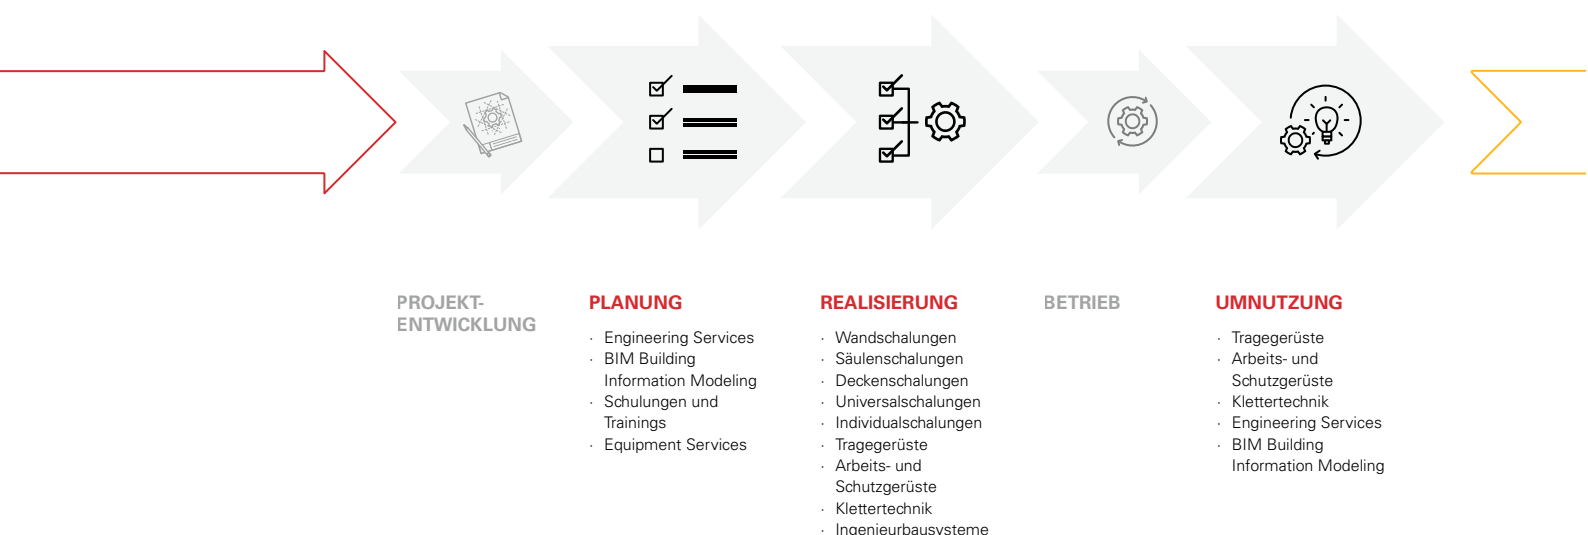 PROJEKT-
ENTWICKLUNG
PLANUNG
· Engineering Services
· BIM Building
Information Modeling
· Schulungen und
Trainings
· Equipment Services
REALISIERUNG
· Wandschalungen
· Säulenschalungen
· Deckenschalungen
· Universalschalungen
· Individualschalungen
· Tragegerüste
· Arbeits- und
Schutzgerüste
· Klettertechnik
· Ingenieurbausysteme
BETRIEB
UMNUTZUNG
· Tragegerüste
· Arbeits- und
Schutzgerüste
· Klettertechnik
· Engineering Services
· BIM Building
Information Modeling